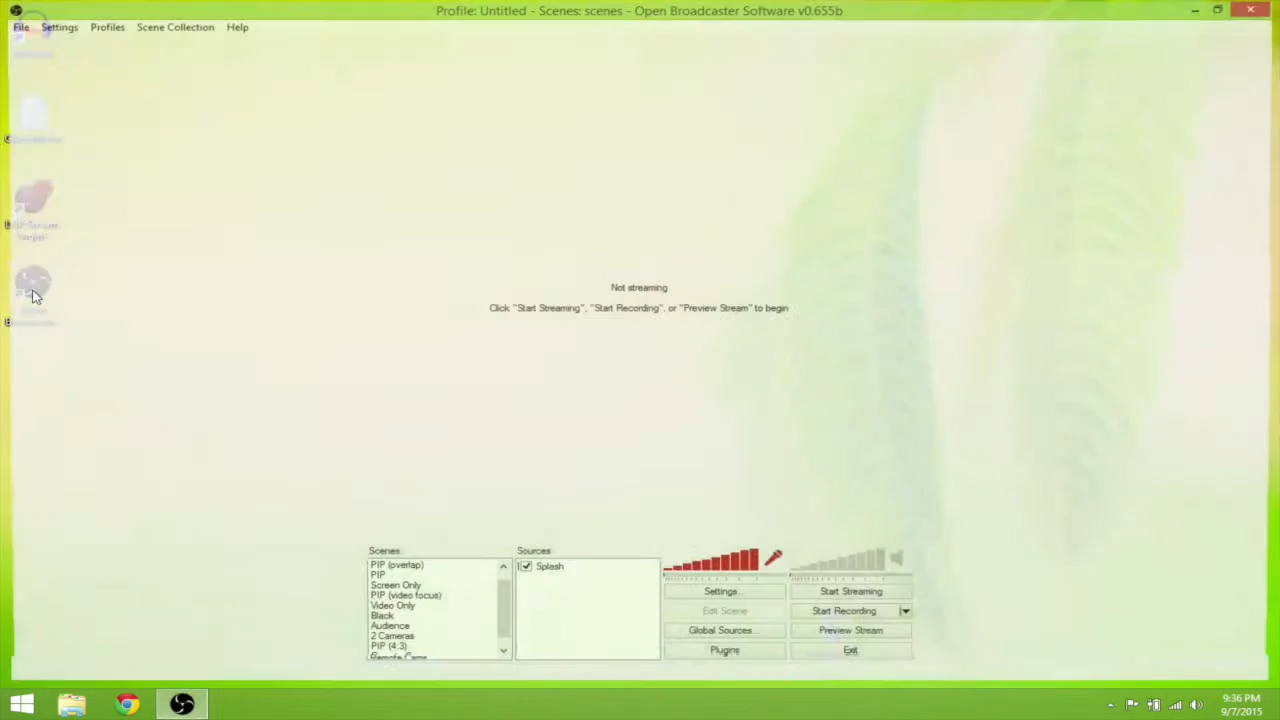 Profile: Untitled - Scenes: scenes - Open Broadcaster Software v0.655b
File Settings Profiles Scene Collection Help
Not streaming
Click "Start Streaming", "Start Recording", or "Preview Stream" to begin
Scenes:
PIP (overlap)
PIP
Screen Only
PIP (video focus)
Video Only
Black
Audience
2 Cameras
PIP (4:3)
Remote Cams
Sources:
Splash
Settings...
Start Streaming
Edit Scene
Start Recording
Global Sources...
Preview Stream
Plugins
Exit
9:36 PM
9/7/2015